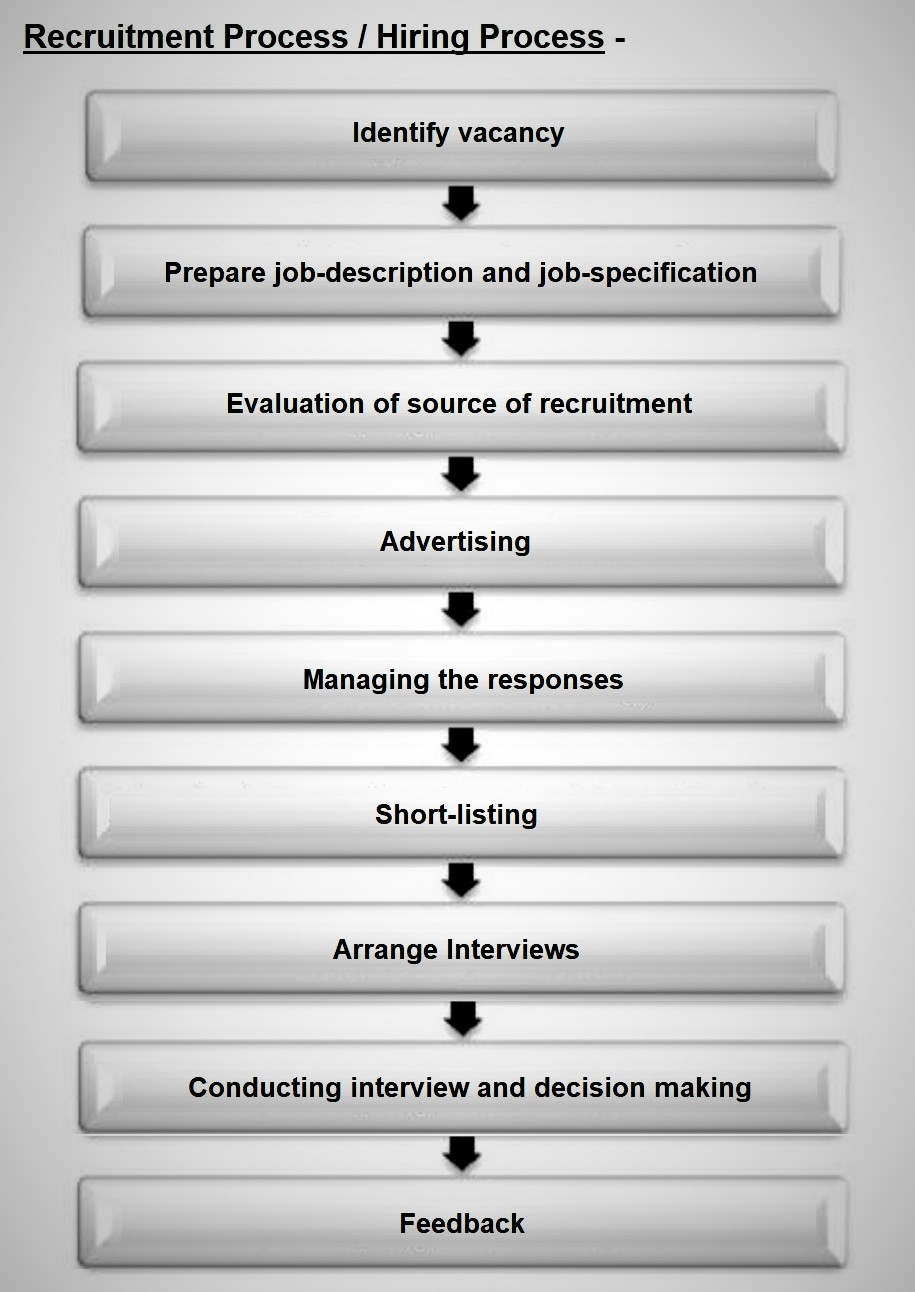 Recruitment Process / Hiring Process -
Identify vacancy
Prepare job-description and job-specification
Evaluation of source of recruitment
Advertising
Managing the responses
Short-listing
Arrange Interviews
Conducting interview and decision making
Feedback